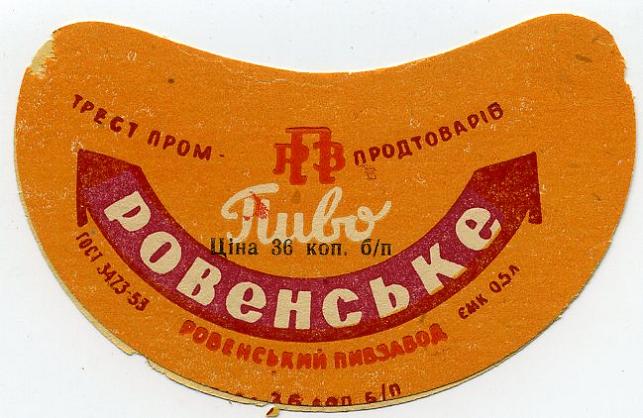 ТРЕСТ ПРОМ - ПРОДТОВАРІВ
РПВ
Пиво
Ціна 36 коп. б/п
РОВЕНСЬКЕ
ГОСТ 3473-53
ЄМК 0,5 л
РОВЕНСЬКИЙ ПИВЗАВОД
36 коп б/п